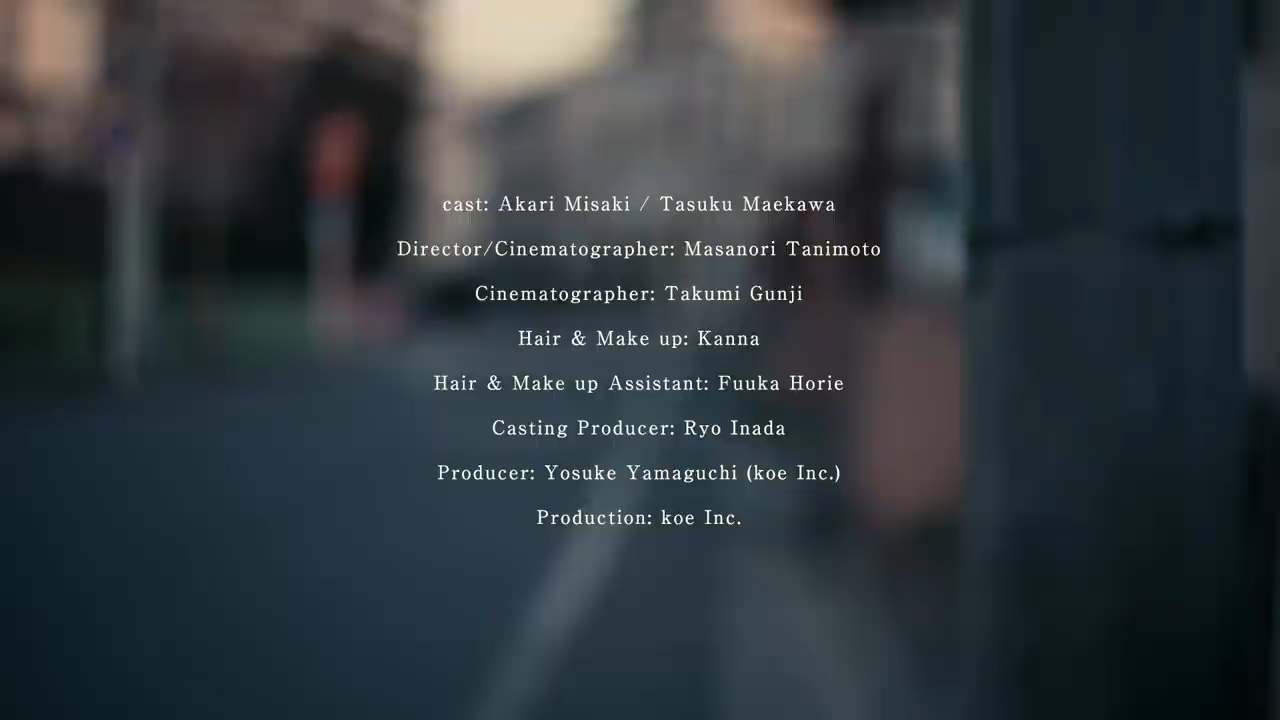 cast: Akari Misaki / Tasuku Maekawa
Director/Cinematographer: Masanori Tanimoto
Cinematographer: Takumi Gunji
Hair & Make up: Kanna
Hair & Make up Assistant: Fuuka Horie
Casting Producer: Ryo Inada
Producer: Yosuke Yamaguchi (koe Inc.)
Production: koe Inc.